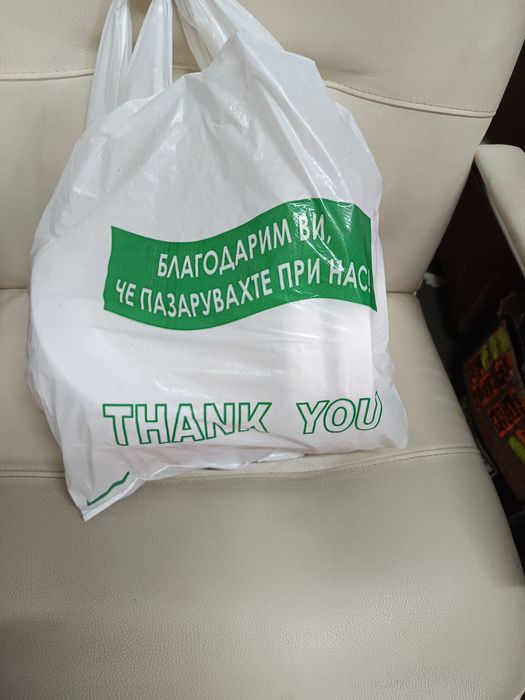 БЛАГОДАРИМ ВИ,
ЧЕ ПАЗАРУВАХТЕ ПРИ НАС!
THANK YOU